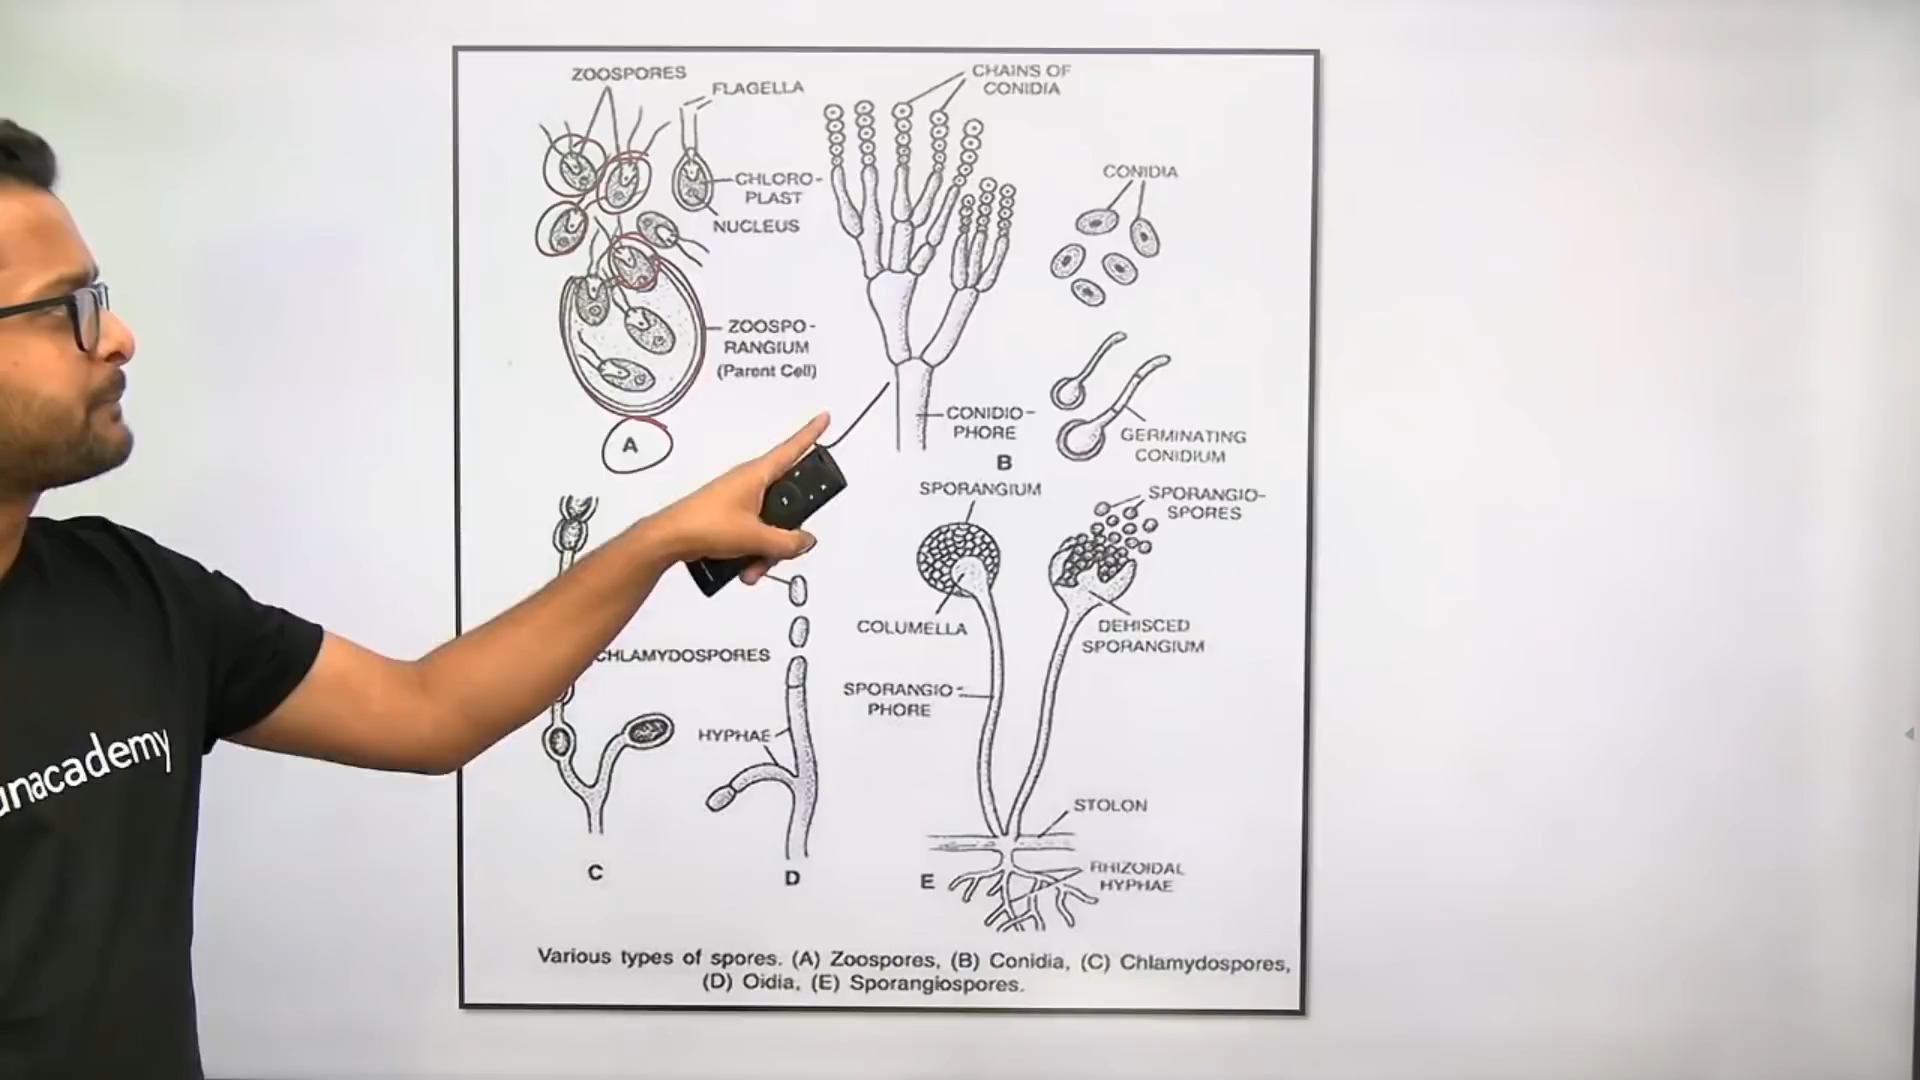 ZOOSPORES
FLAGELLA
CHLORO-
PLAST
NUCLEUS
ZOOSPO-
RANGIUM
(Parent Cell)
A
CHAINS OF
CONIDIA
CONIDIA
CONIDIO-
PHORE
GERMINATING
CONIDIUM
B
CHLAMYDOSPORES
C
HYPHAE
D
SPORANGIUM
SPORANGIO-
SPORES
COLUMELLA
DEHISCED
SPORANGIUM
SPORANGIO-
PHORE
STOLON
RHIZOIDAL
HYPHAE
E
Various types of spores. (A) Zoospores, (B) Conidia, (C) Chlamydospores,
(D) Oidia, (E) Sporangiospores.
unacademy